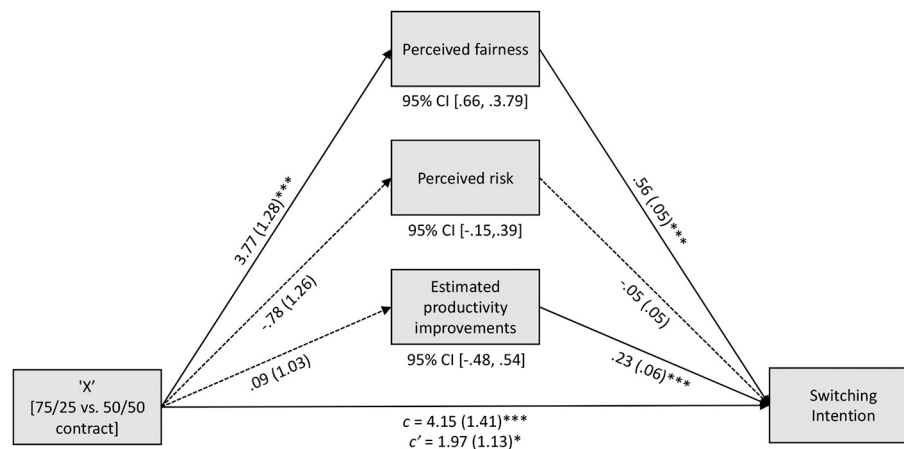 Perceived fairness
95% CI [.66, .3.79]
Perceived risk
95% CI [-.15,.39]
Estimated
productivity
improvements
95% CI [-.48, .54]
3.77 (1.28)***
-.78 (1.26)
.09 (1.03)
.56 (.05)***
-.05 (.05)
.23 (.06)***
'X’
[75/25 vs. 50/50
contract]
Switching
Intention
c = 4.15 (1.41)***
c’ = 1.97 (1.13)*